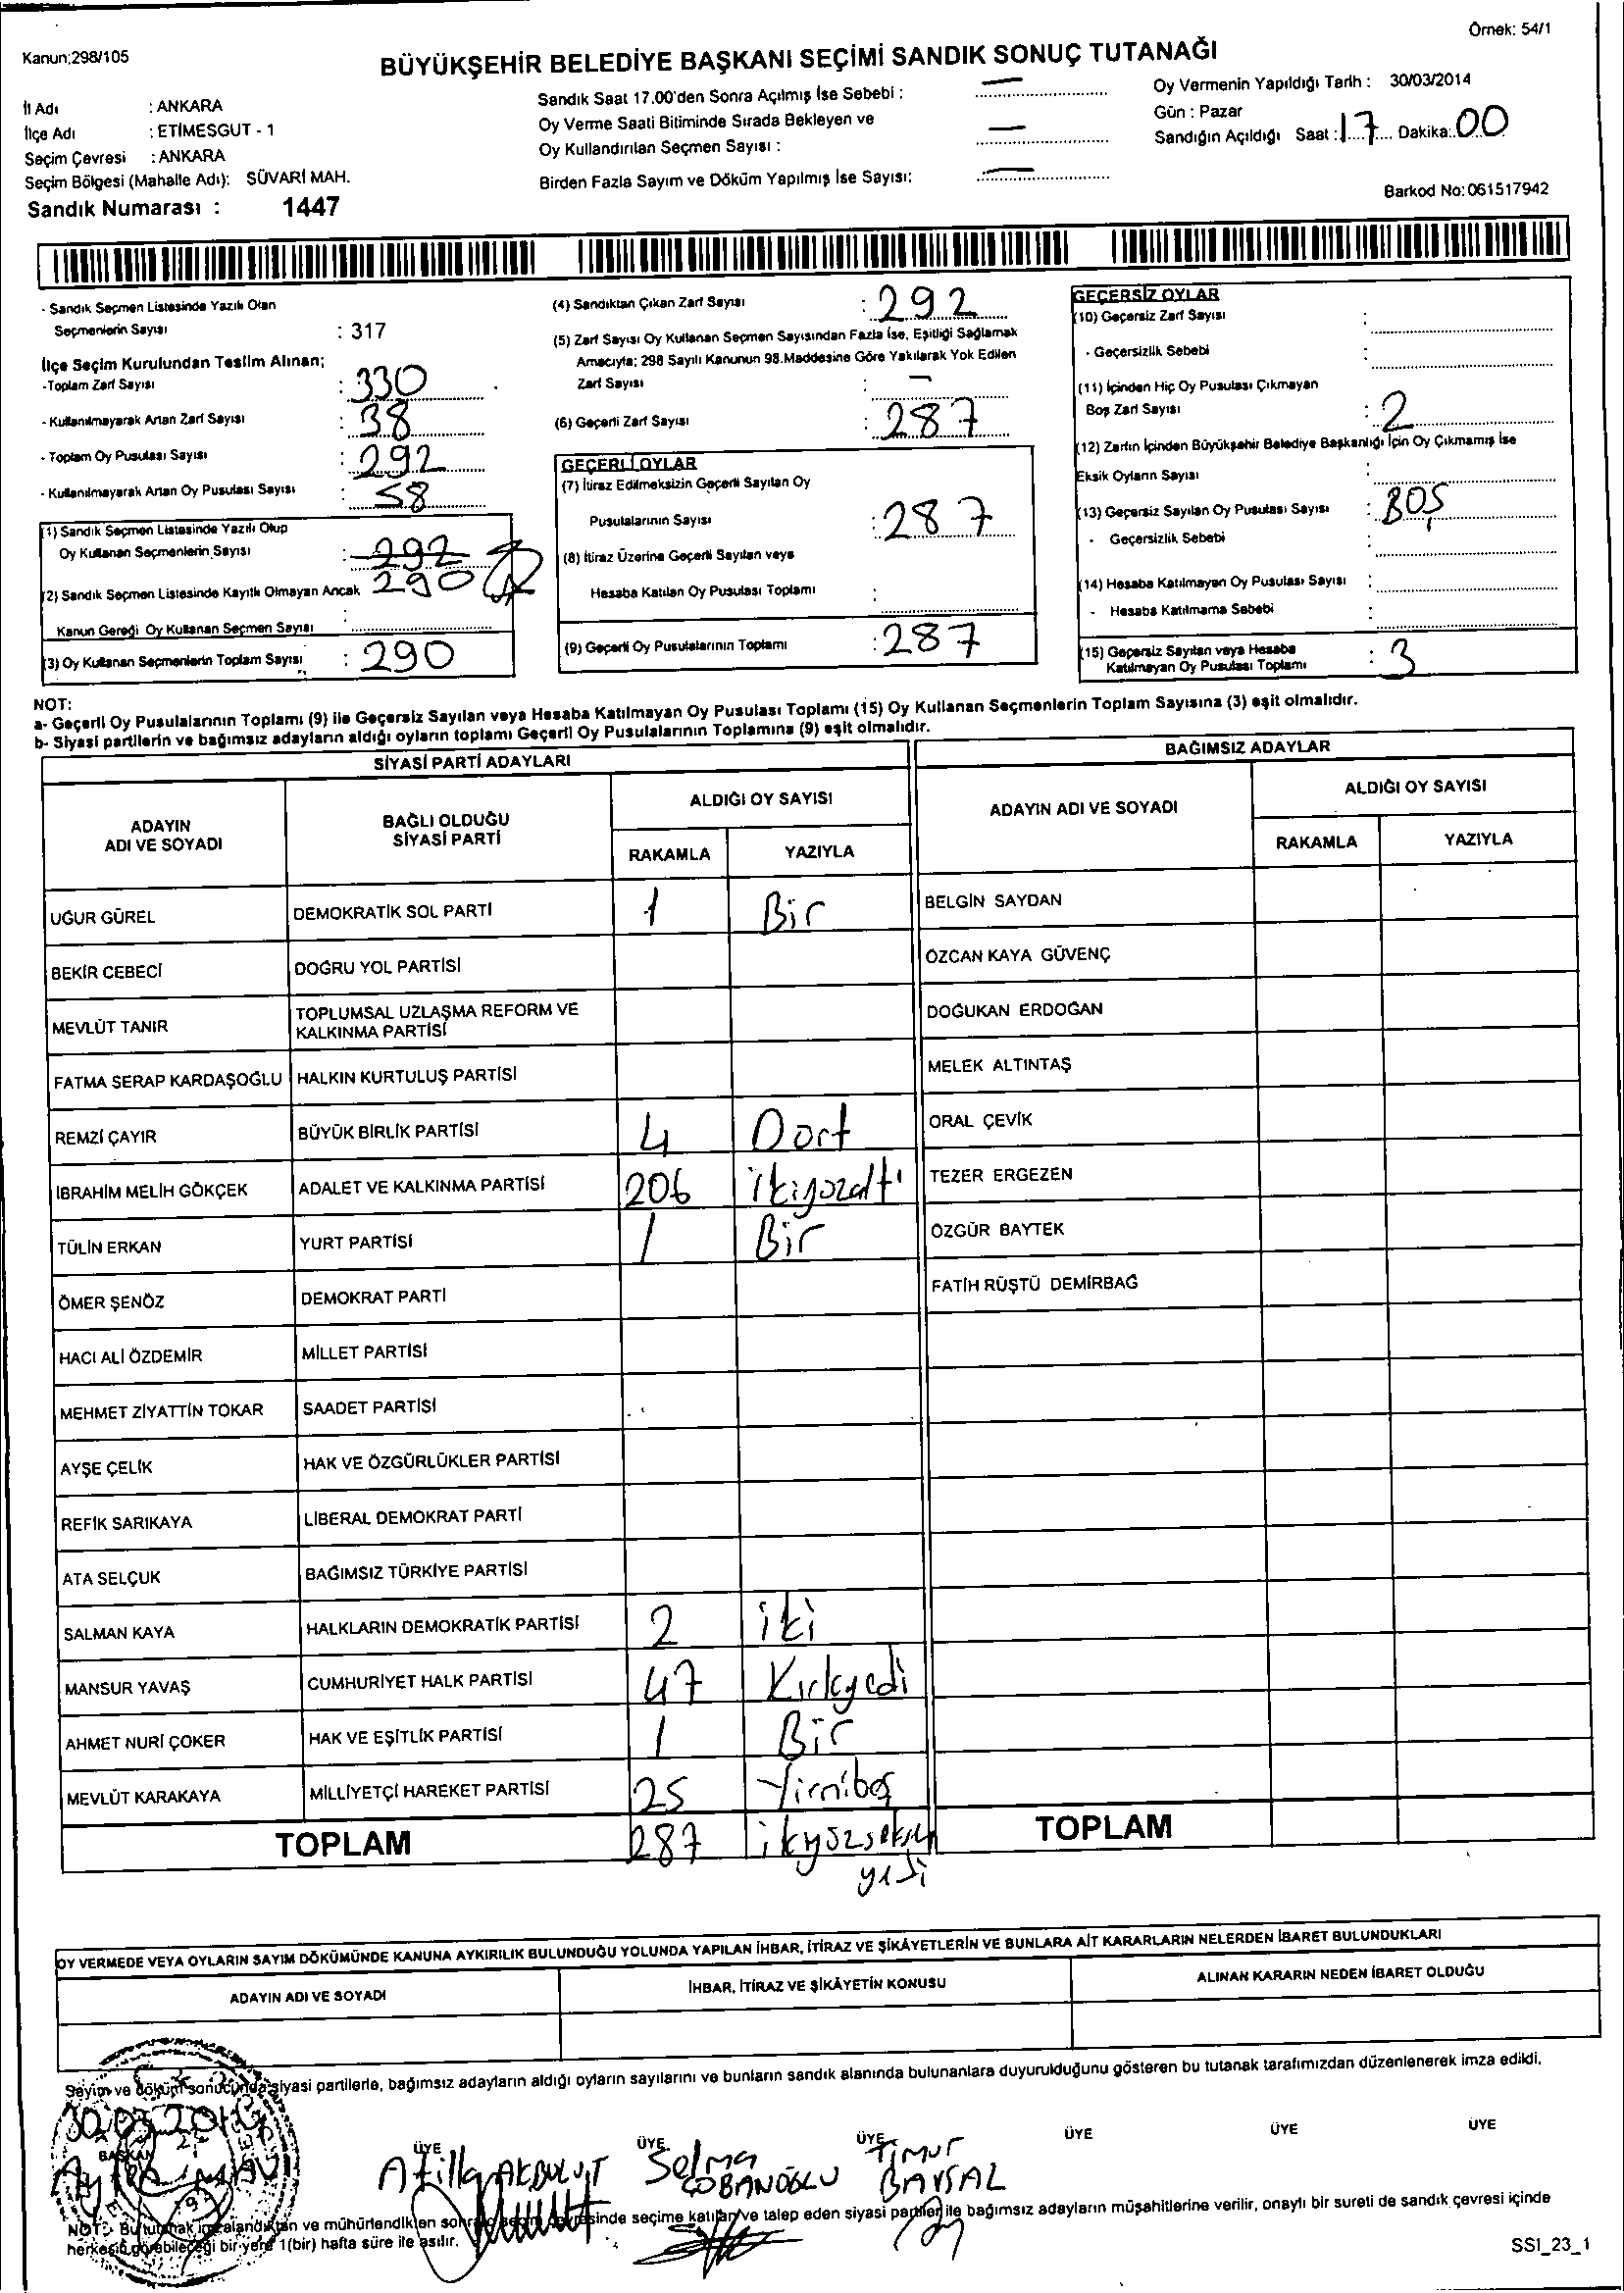 Örnek: 54/1
Kanun:298/105
BÜYÜKŞEHİR BELEDİYE BAŞKANI SEÇİMİ SANDIK SONUÇ TUTANAĞI
İl Adı : ANKARA
İlçe Adı : ETİMESGUT - 1
Seçim Çevresi : ANKARA
Seçim Bölgesi (Mahalle Adı): SÜVARİ MAH.
Sandık Numarası : 1447
Sandık Saat 17.00'den Sonra Açılmış İse Sebebi : —
Oy Verme Saati Bitiminde Sırada Bekleyen ve
Oy Kullandırılan Seçmen Sayısı : —
Birden Fazla Sayım ve Döküm Yapılmış İse Sayısı: —
Oy Vermenin Yapıldığı Tarih : 30/03/2014
Gün : Pazar
Sandığın Açıldığı Saat : 17 Dakika: 00
Barkod No: 061517942
- Sandık Seçmen Listesinde Yazılı Olan
Seçmenlerin Sayısı : 317
İlçe Seçim Kurulundan Teslim Alınan;
-Toplam Zarf Sayısı : 330
- Kullanılmayarak Artan Zarf Sayısı : 38
- Toplam Oy Pusulası Sayısı : 292
- Kullanılmayarak Artan Oy Pusulası Sayısı : 58
(1) Sandık Seçmen Listesinde Yazılı Olup
Oy Kullanan Seçmenlerin Sayısı : 292
290
(2) Sandık Seçmen Listesinde Kayıtlı Olmayan Ancak
Kanun Gereği Oy Kullanan Seçmen Sayısı :
(3) Oy Kullanan Seçmenlerin Toplam Sayısı : 290
(4) Sandıktan Çıkan Zarf Sayısı : 292
(5) Zarf Sayısı Oy Kullanan Seçmen Sayısından Fazla İse, Eşitliği Sağlamak
Amacıyla; 298 Sayılı Kanunun 98.Maddesine Göre Yakılarak Yok Edilen
Zarf Sayısı : —
(6) Geçerli Zarf Sayısı : 287
GEÇERLİ OYLAR
(7) İtiraz Edilmeksizin Geçerli Sayılan Oy
Pusulalarının Sayısı : 287
(8) İtiraz Üzerine Geçerli Sayılan veya
Hesaba Katılan Oy Pusulası Toplamı :
(9) Geçerli Oy Pusulalarının Toplamı : 287
GEÇERSİZ OYLAR
(10) Geçersiz Zarf Sayısı :
- Geçersizlik Sebebi :
(11) İçinden Hiç Oy Pusulası Çıkmayan
Boş Zarf Sayısı : 2
(12) Zarfın İçinden Büyükşehir Belediye Başkanlığı İçin Oy Çıkmamış İse
Eksik Oyların Sayısı :
(13) Geçersiz Sayılan Oy Pusulası Sayısı : BOŞ
- Geçersizlik Sebebi :
(14) Hesaba Katılmayan Oy Pusulası Sayısı :
- Hesaba Katılmama Sebebi :
(15) Geçersiz Sayılan veya Hesaba
Katılmayan Oy Pusulası Toplamı : 3
NOT:
a- Geçerli Oy Pusulalarının Toplamı (9) ile Geçersiz Sayılan veya Hesaba Katılmayan Oy Pusulası Toplamı (15) Oy Kullanan Seçmenlerin Toplam Sayısına (3) eşit olmalıdır.
b- Siyasi partilerin ve bağımsız adayların aldığı oyların toplamı Geçerli Oy Pusulalarının Toplamına (9) eşit olmalıdır.
SİYASİ PARTİ ADAYLARI
BAĞIMSIZ ADAYLAR
ADAYIN
ADI VE SOYADI
BAĞLI OLDUĞU
SİYASİ PARTİ
ALDIĞI OY SAYISI
RAKAMLA YAZIYLA
ADAYIN ADI VE SOYADI
ALDIĞI OY SAYISI
RAKAMLA YAZIYLA
UĞUR GÜREL DEMOKRATİK SOL PARTİ 1 Bir BELGİN SAYDAN
BEKİR CEBECİ DOĞRU YOL PARTİSİ ÖZCAN KAYA GÜVENÇ
MEVLÜT TANIR TOPLUMSAL UZLAŞMA REFORM VE
KALKINMA PARTİSİ DOĞUKAN ERDOĞAN
FATMA SERAP KARDAŞOĞLU HALKIN KURTULUŞ PARTİSİ MELEK ALTINTAŞ
REMZİ ÇAYIR BÜYÜK BİRLİK PARTİSİ 4 Dört ORAL ÇEVİK
İBRAHİM MELİH GÖKÇEK ADALET VE KALKINMA PARTİSİ 206 ikiyüzaltı TEZER ERGEZEN
TÜLİN ERKAN YURT PARTİSİ 1 Bir ÖZGÜR BAYTEK
ÖMER ŞENÖZ DEMOKRAT PARTİ FATİH RÜŞTÜ DEMİRBAĞ
HACI ALİ ÖZDEMİR MİLLET PARTİSİ
MEHMET ZİYATTİN TOKAR SAADET PARTİSİ
AYŞE ÇELİK HAK VE ÖZGÜRLÜKLER PARTİSİ
REFİK SARIKAYA LİBERAL DEMOKRAT PARTİ
ATA SELÇUK BAĞIMSIZ TÜRKİYE PARTİSİ
SALMAN KAYA HALKLARIN DEMOKRATİK PARTİSİ 2 iki
MANSUR YAVAŞ CUMHURİYET HALK PARTİSİ 47 Kırkyedi
AHMET NURİ ÇOKER HAK VE EŞİTLİK PARTİSİ 1 Bir
MEVLÜT KARAKAYA MİLLİYETÇİ HAREKET PARTİSİ 25 Yirmibeş
TOPLAM 287 ikyüzseksen TOPLAM
yedi
OY VERMEDE VEYA OYLARIN SAYIM DÖKÜMÜNDE KANUNA AYKIRILIK BULUNDUĞU YOLUNDA YAPILAN İHBAR, İTİRAZ VE ŞİKÂYETLERİN VE BUNLARA AİT KARARLARIN NELERDEN İBARET BULUNDUKLARI
ADAYIN ADI VE SOYADI İHBAR, İTİRAZ VE ŞİKÂYETİN KONUSU ALINAN KARARIN NEDEN İBARET OLDUĞU
Sayım ve döküm sonucunda siyasi partilerle, bağımsız adayların aldığı oyların sayılarını ve bunların sandık alanında bulunanlara duyurulduğunu gösteren bu tutanak tarafımızdan düzenlenerek imza edildi.
30.03.2014
BAŞKAN ÜYE ÜYE ÜYE ÜYE ÜYE ÜYE
Atilla AKBULUT Selma ÇOBANOĞLU Timur BAYSAL
NOT:- Bu tutanak imzalandıktan ve mühürlendikten sonra seçim çevresinde seçime katılan ve talep eden siyasi partiler ile bağımsız adayların müşahitlerine verilir, onaylı bir sureti de sandık çevresi içinde
herkesin görebileceği bir yere 1(bir) hafta süre ile asılır.
SSI_23_1